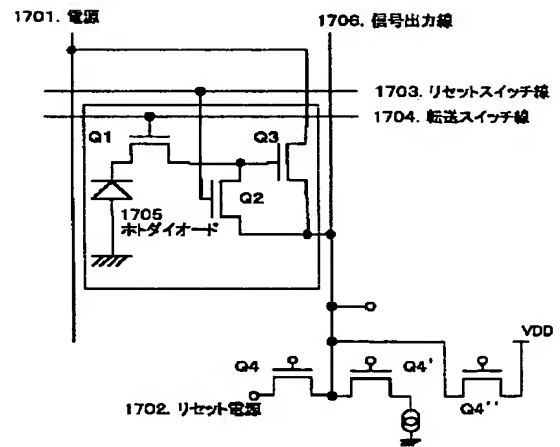 1701. 電源
1706. 信号出力線
1703. リセットスイッチ線
1704. 転送スイッチ線
Q1
Q3
Q2
1705
ホトダイオード
VDD
Q4
Q4'
1702. リセット電源
Q4''